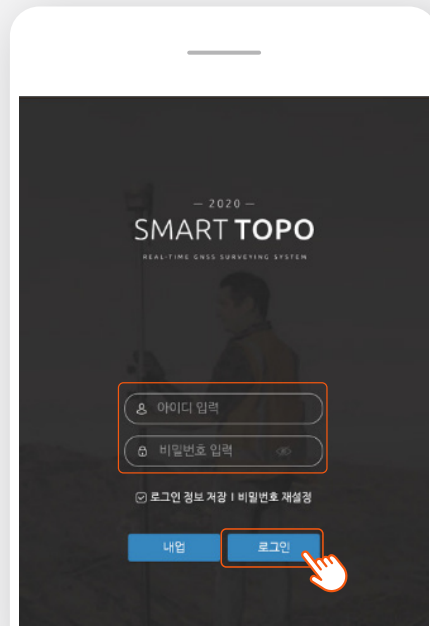 — 2020 —
SMART TOPO
REAL-TIME GNSS SURVEYING SYSTEM
아이디 입력
비밀번호 입력
로그인 정보 저장 I 비밀번호 재설정
내업 로그인